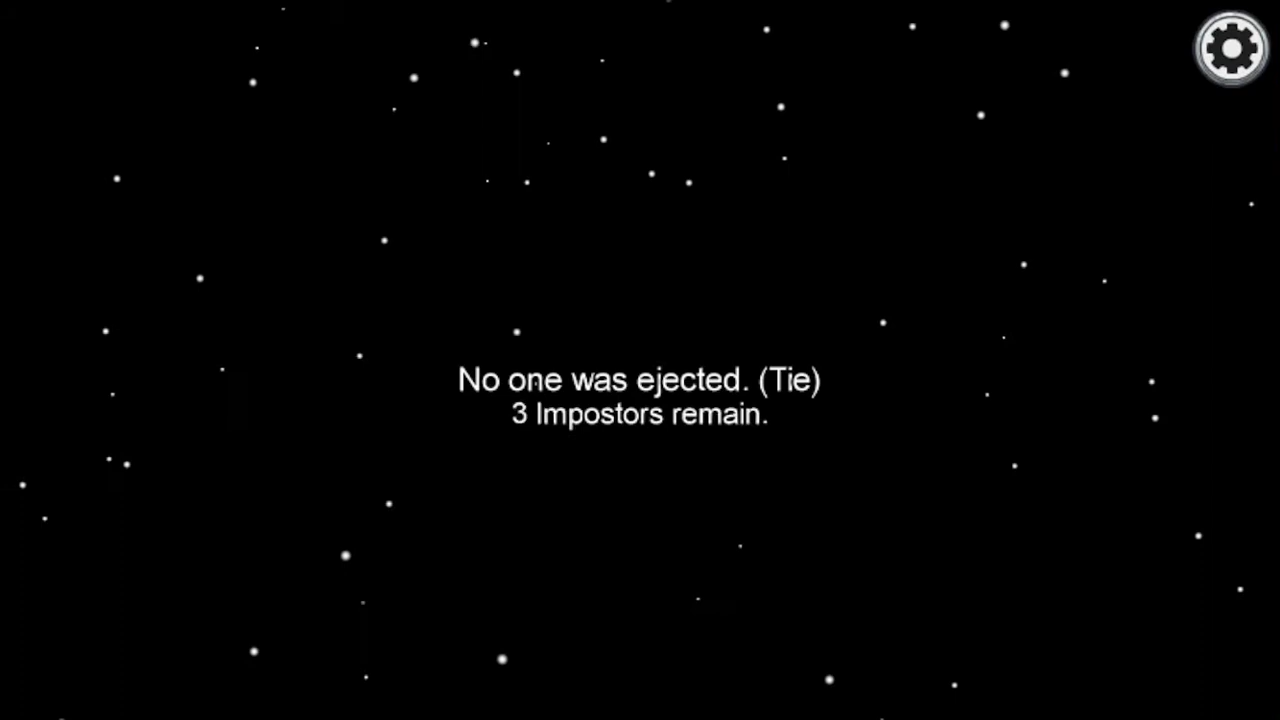 No one was ejected. (Tie)
3 Impostors remain.